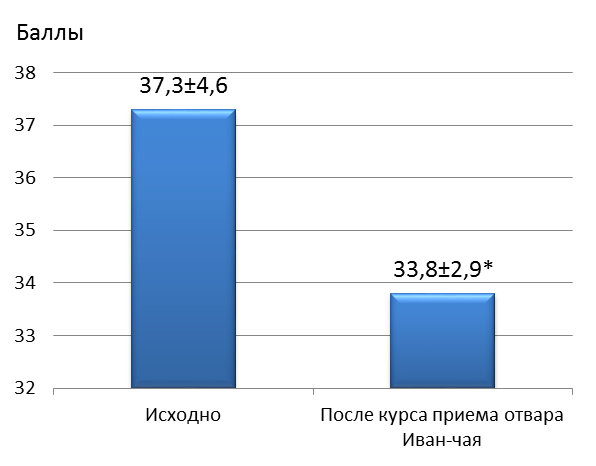 Баллы
38
37,3±4,6
37
36
35
34
33,8±2,9*
33
32
Исходно
После курса приема отвара
Иван-чая